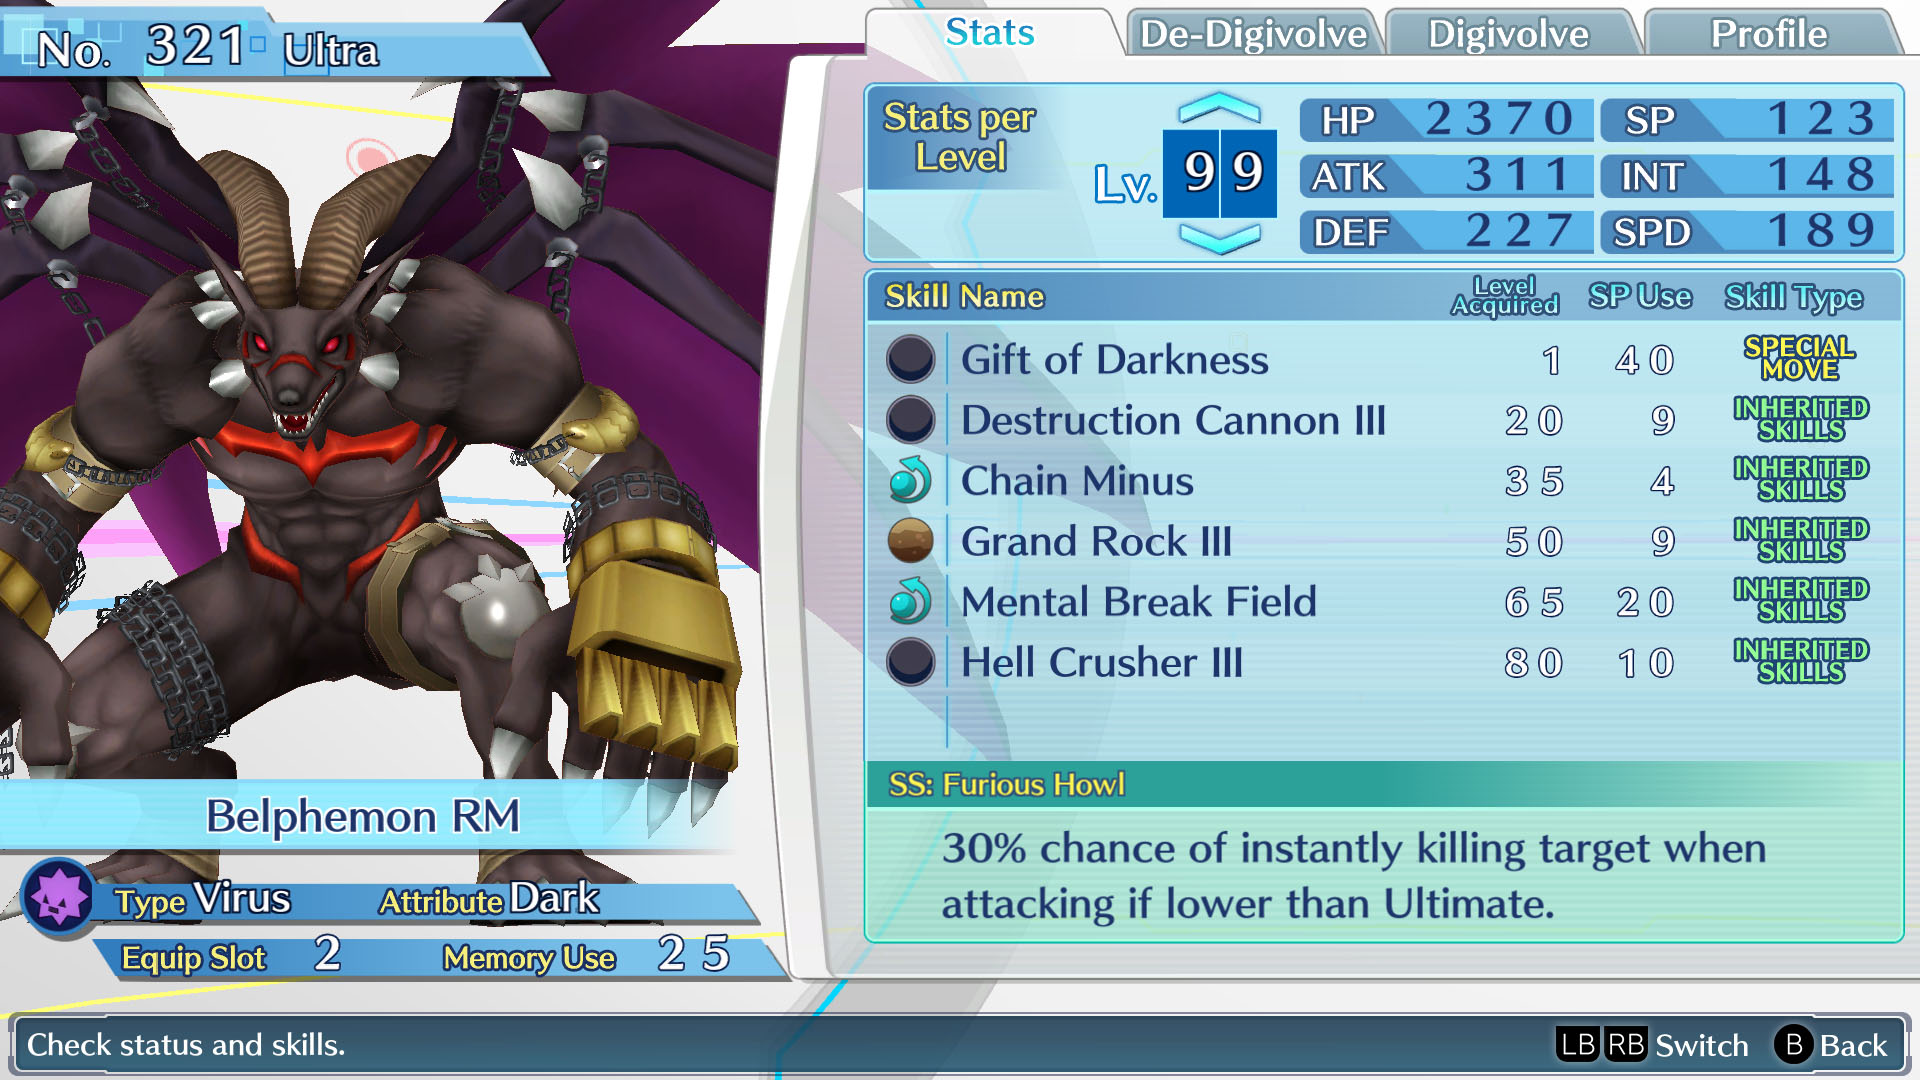 No. 321 Ultra
Stats De-Digivolve Digivolve Profile
Stats per
Level
Lv. 99
HP 2370 SP 123
ATK 311 INT 148
DEF 227 SPD 189
Skill Name Level Acquired SP Use Skill Type
Gift of Darkness 1 40 SPECIAL MOVE
Destruction Cannon III 20 9 INHERITED SKILLS
Chain Minus 35 4 INHERITED SKILLS
Grand Rock III 50 9 INHERITED SKILLS
Mental Break Field 65 20 INHERITED SKILLS
Hell Crusher III 80 10 INHERITED SKILLS
SS: Furious Howl
30% chance of instantly killing target when
attacking if lower than Ultimate.
Belphemon RM
Type Virus Attribute Dark
Equip Slot 2 Memory Use 25
Check status and skills.
LB RB Switch B Back